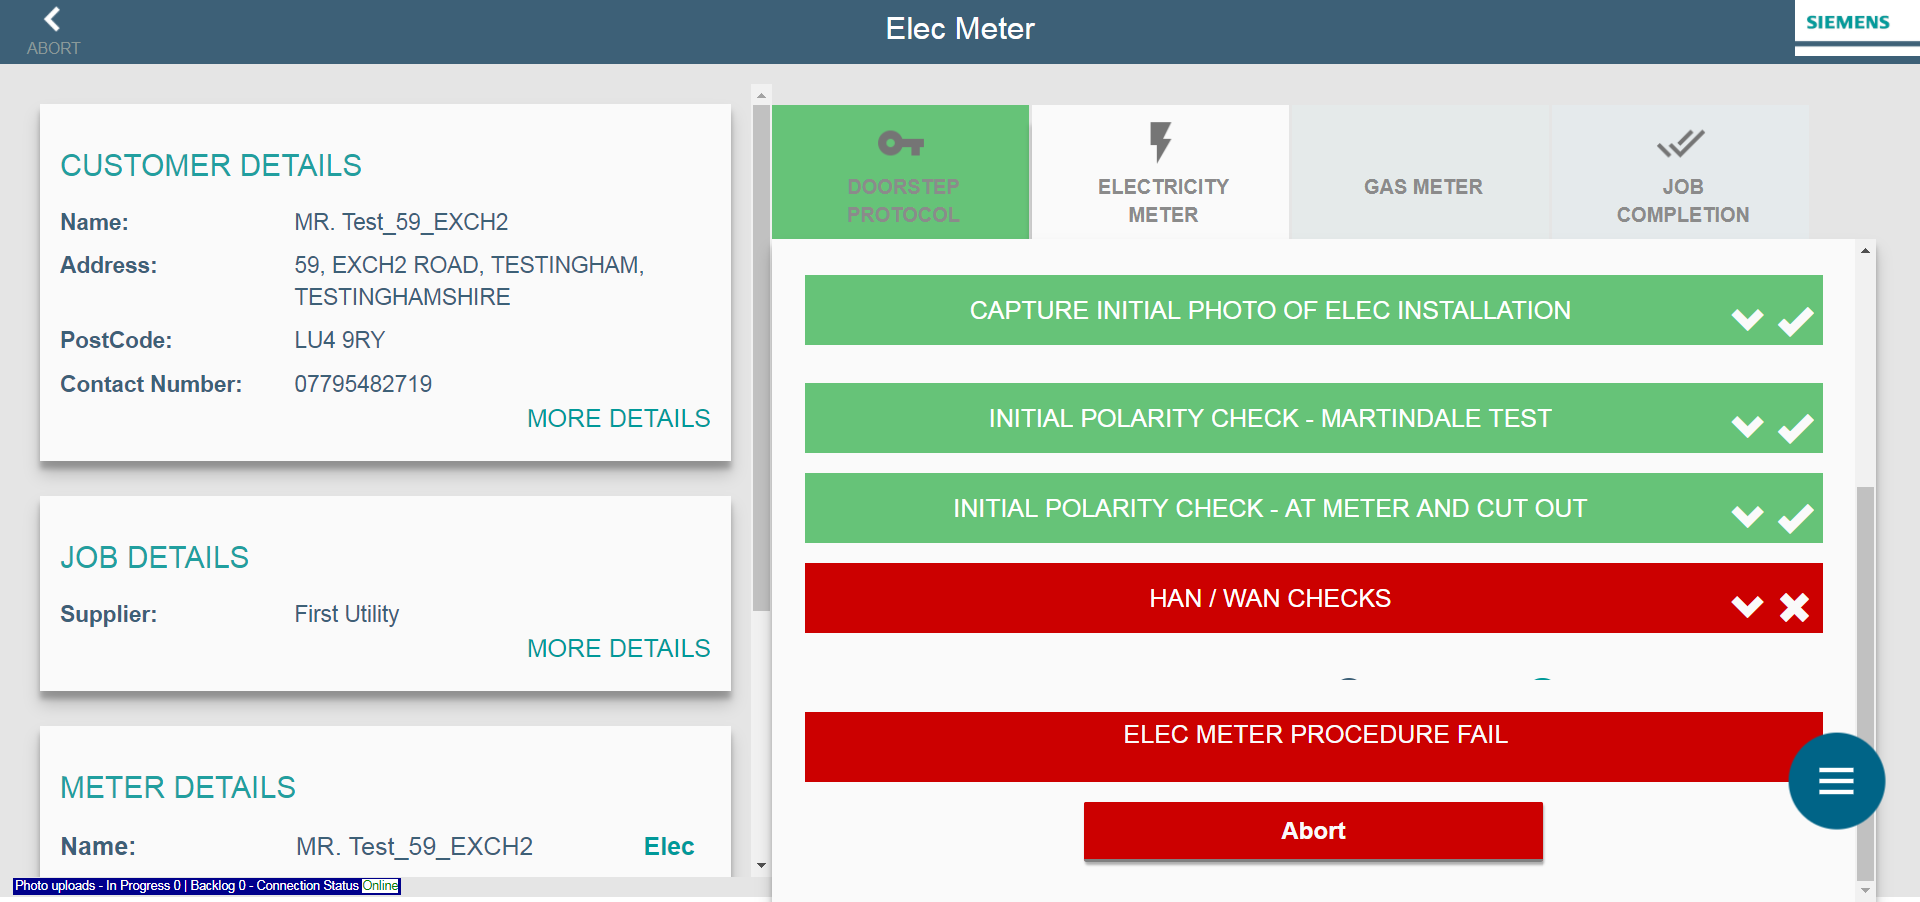 ABORT
Elec Meter
SIEMENS
CUSTOMER DETAILS
Name: MR. Test_59_EXCH2
Address: 59, EXCH2 ROAD, TESTINGHAM,
TESTINGHAMSHIRE
PostCode: LU4 9RY
Contact Number: 07795482719
MORE DETAILS
JOB DETAILS
Supplier: First Utility
MORE DETAILS
METER DETAILS
Name: MR. Test_59_EXCH2 Elec
Photo uploads - In Progress 0 | Backlog 0 - Connection Status Online
DOORSTEP
PROTOCOL
ELECTRICITY
METER
GAS METER
JOB
COMPLETION
CAPTURE INITIAL PHOTO OF ELEC INSTALLATION
INITIAL POLARITY CHECK - MARTINDALE TEST
INITIAL POLARITY CHECK - AT METER AND CUT OUT
HAN / WAN CHECKS
ELEC METER PROCEDURE FAIL
Abort